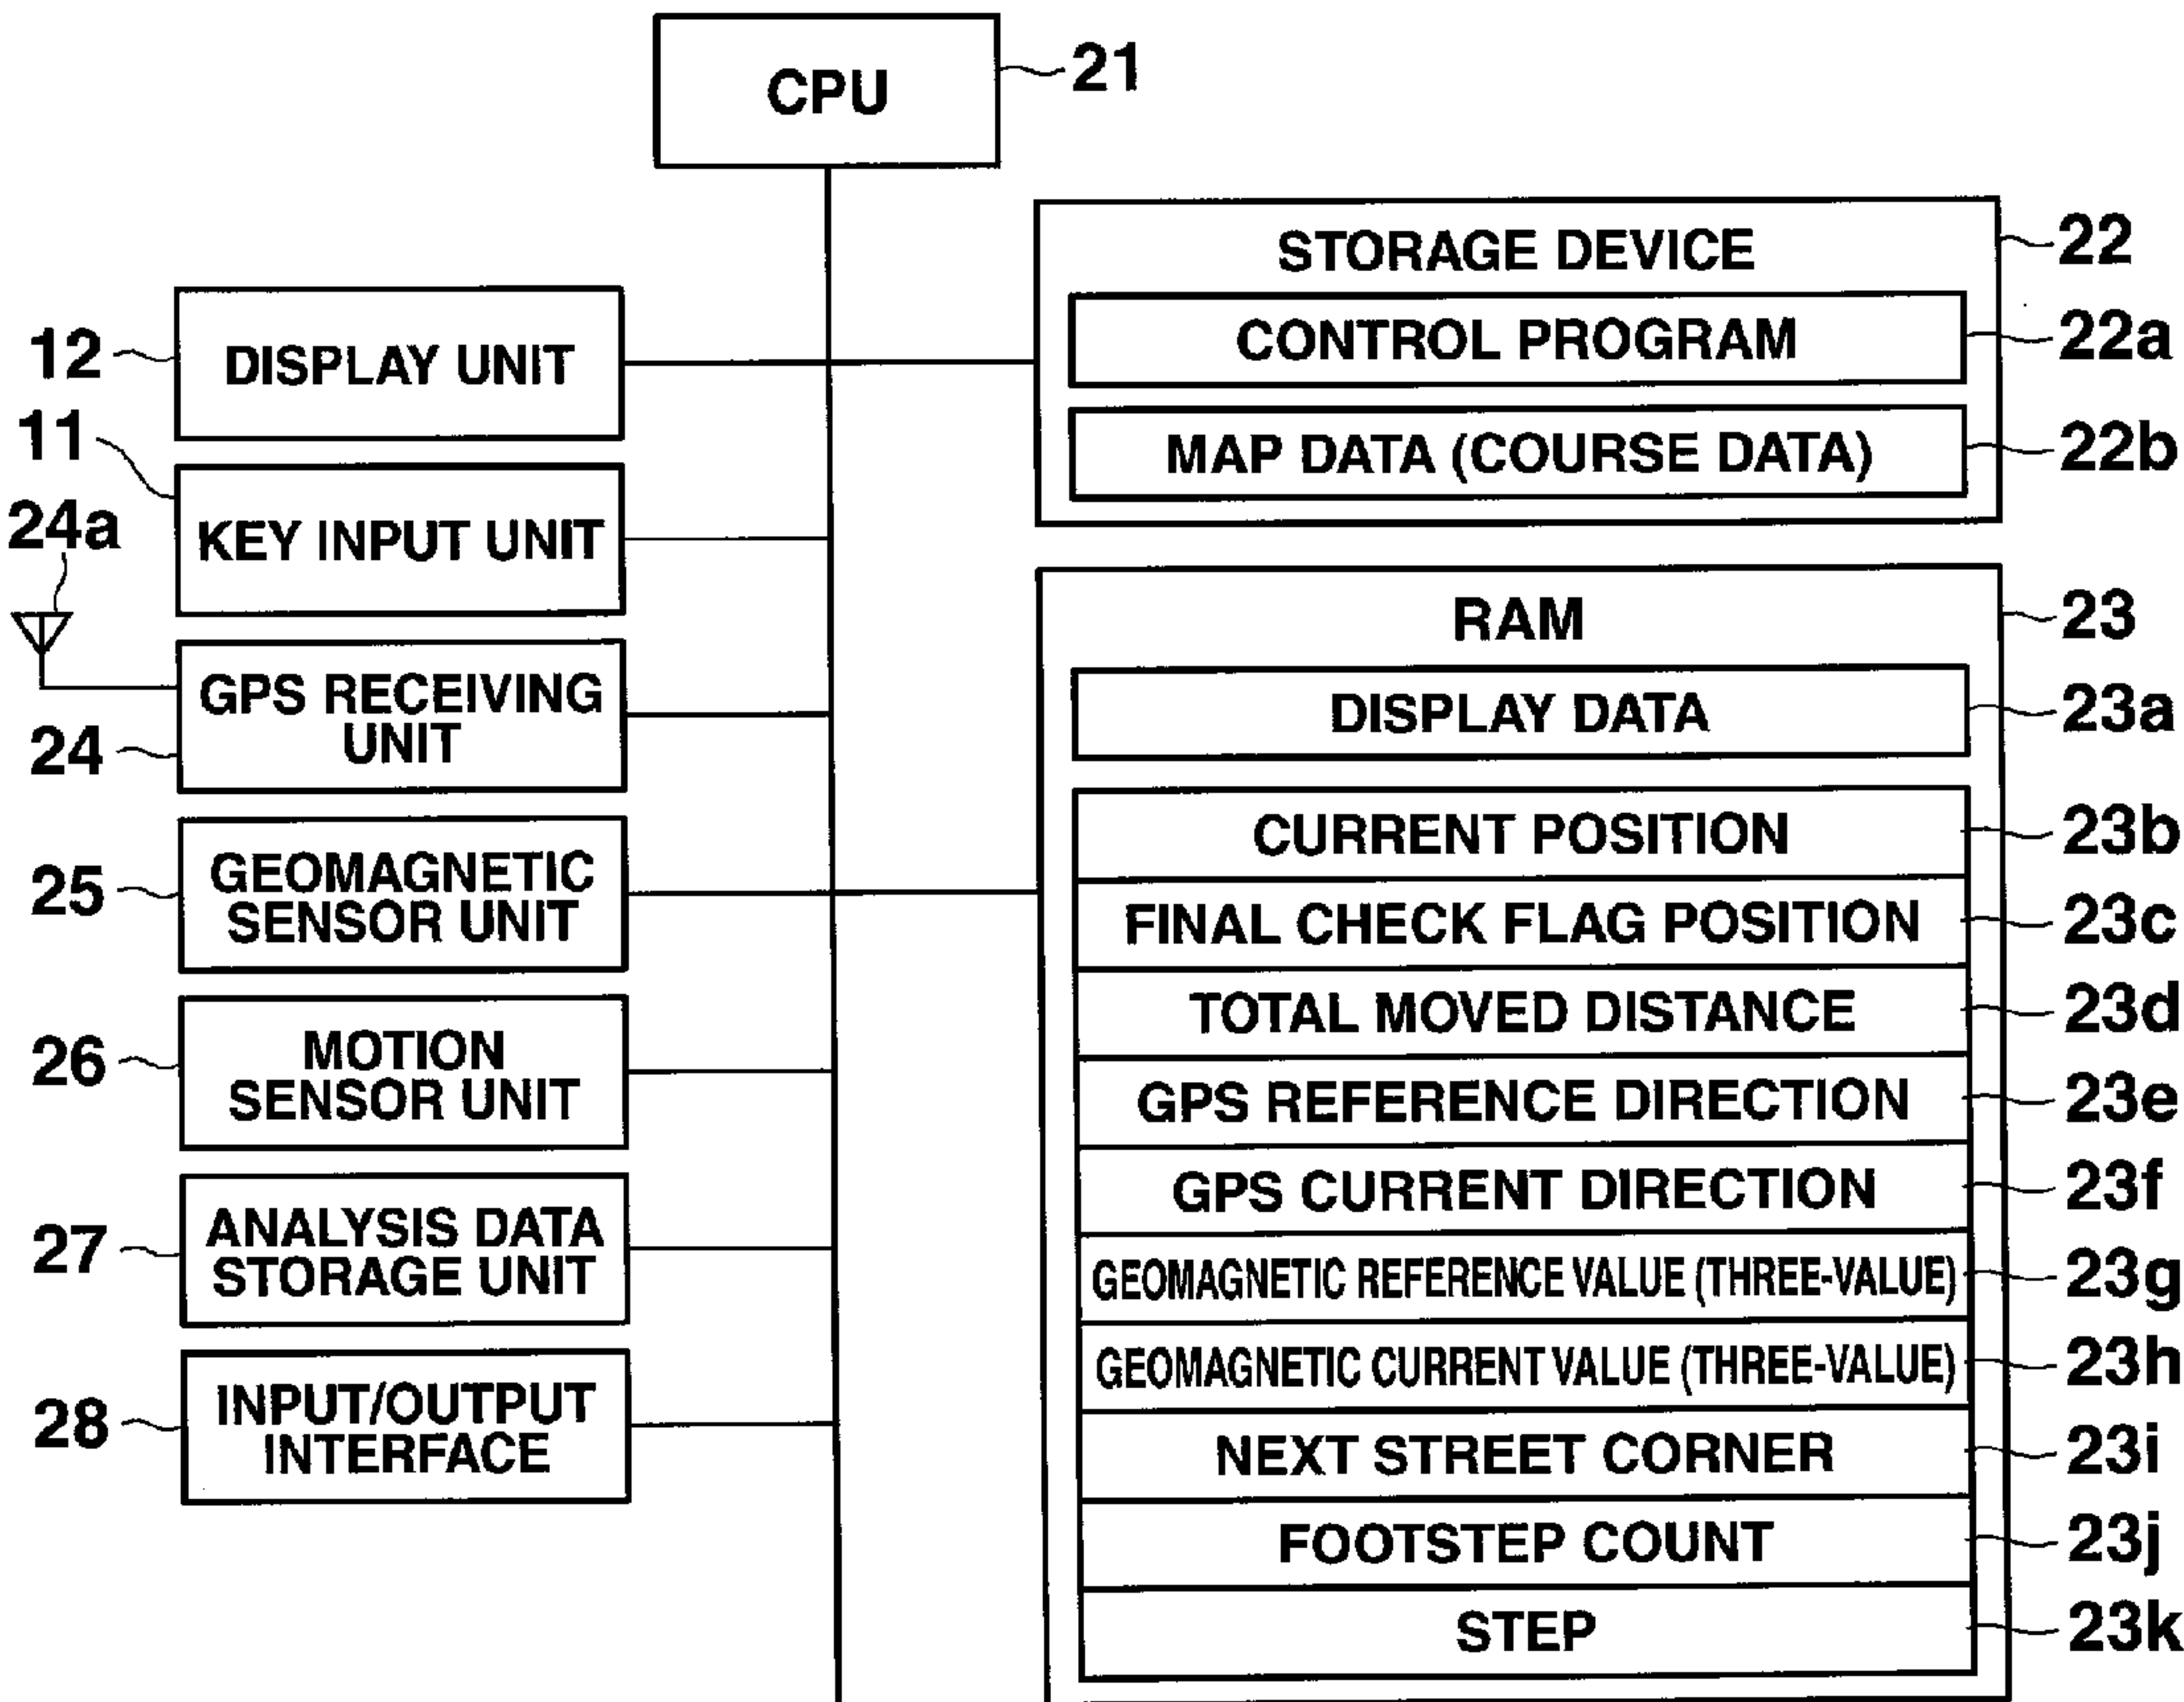 CPU
21
STORAGE DEVICE
22
CONTROL PROGRAM
22a
MAP DATA (COURSE DATA)
22b
12
DISPLAY UNIT
11
KEY INPUT UNIT
24a
GPS RECEIVING
UNIT
24
25
GEOMAGNETIC
SENSOR UNIT
26
MOTION
SENSOR UNIT
27
ANALYSIS DATA
STORAGE UNIT
28
INPUT/OUTPUT
INTERFACE
RAM
23
DISPLAY DATA
23a
CURRENT POSITION
23b
FINAL CHECK FLAG POSITION
23c
TOTAL MOVED DISTANCE
23d
GPS REFERENCE DIRECTION
23e
GPS CURRENT DIRECTION
23f
GEOMAGNETIC REFERENCE VALUE (THREE-VALUE)
23g
GEOMAGNETIC CURRENT VALUE (THREE-VALUE)
23h
NEXT STREET CORNER
23i
FOOTSTEP COUNT
23j
STEP
23k